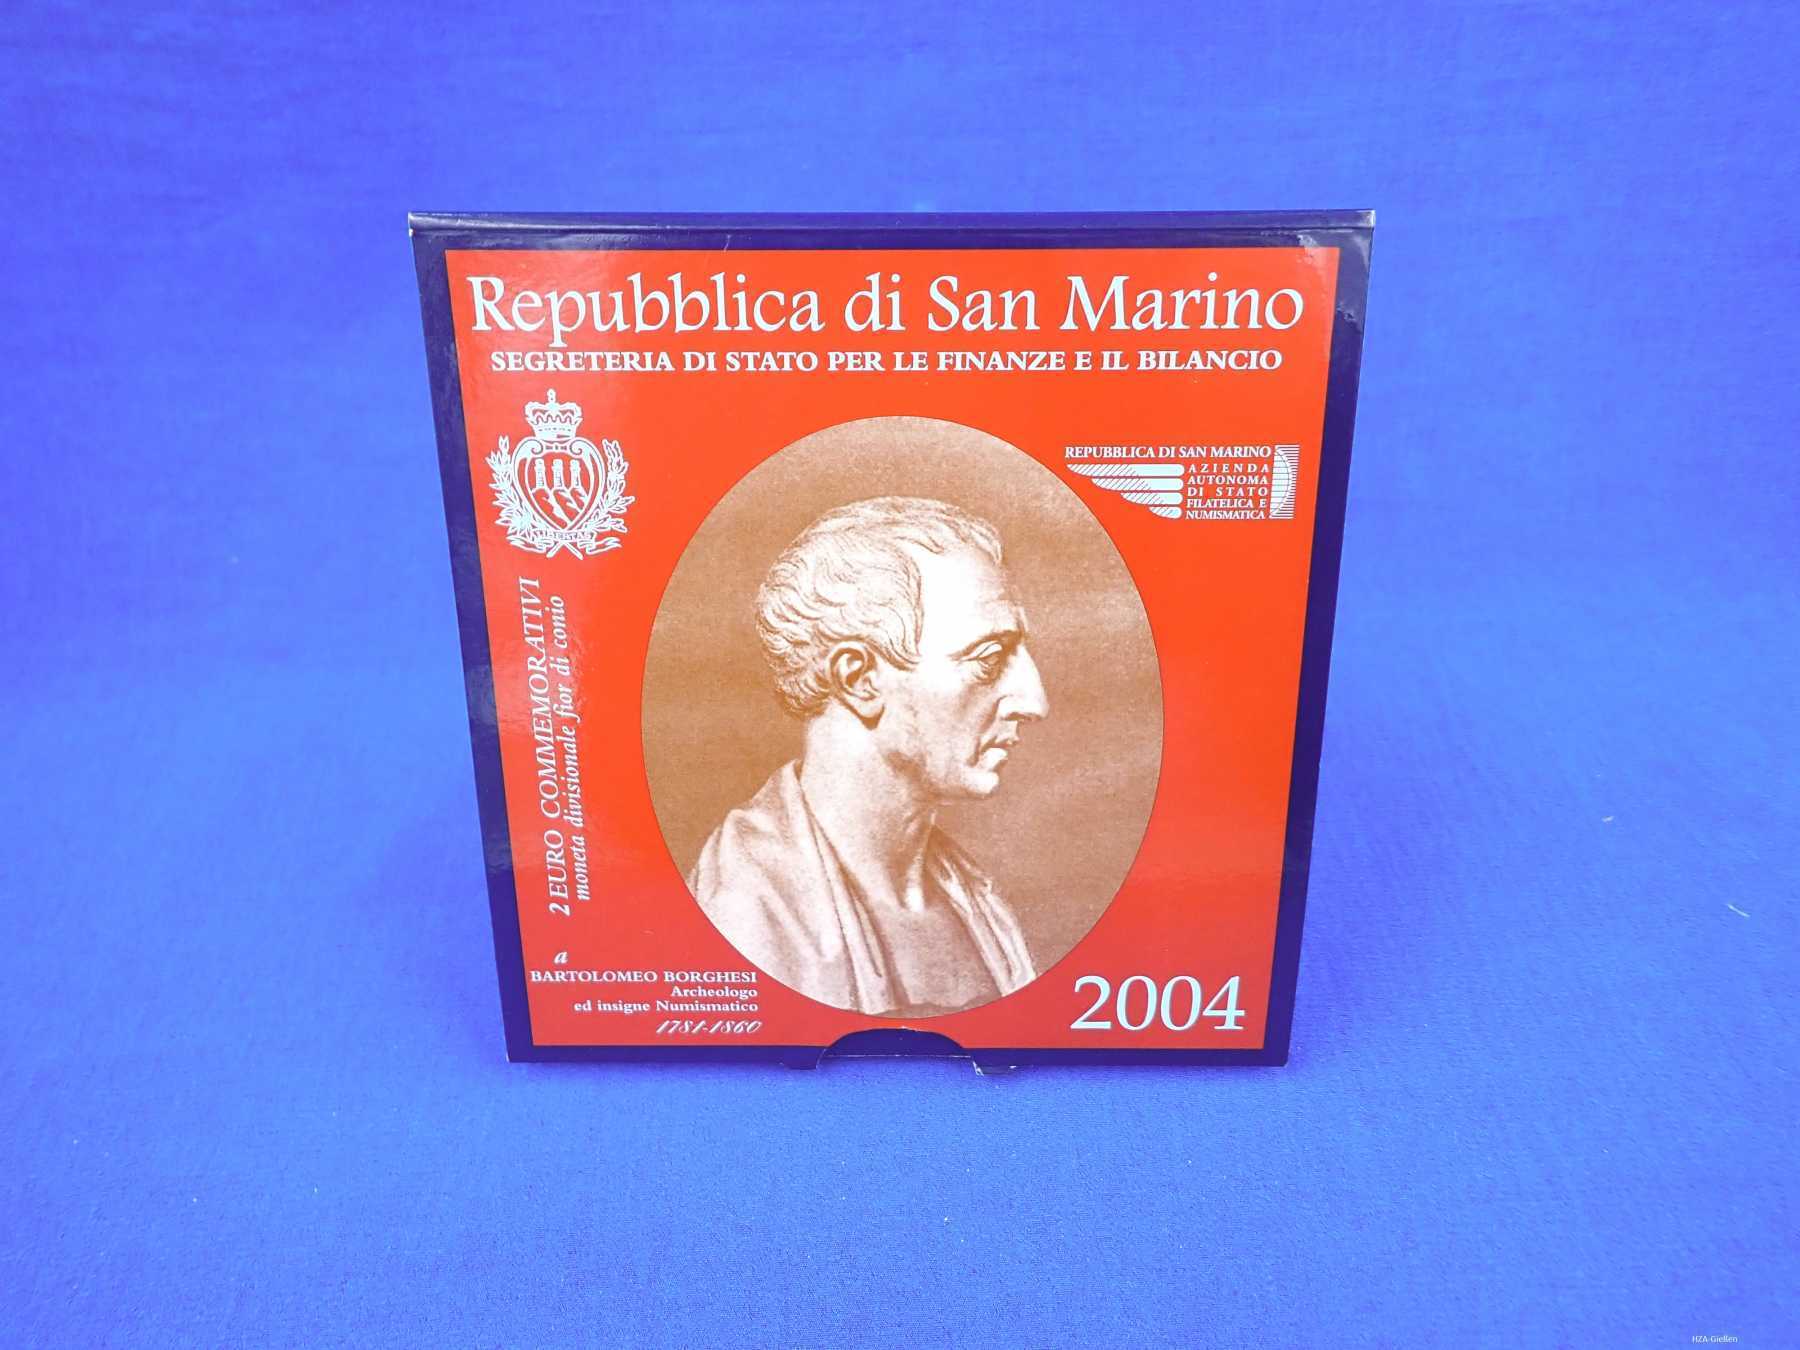 Repubblica di San Marino
SEGRETERIA DI STATO PER LE FINANZE E IL BILANCIO
LIBERTAS
REPUBBLICA DI SAN MARINO
AZIENDA
AUTONOMA
DI STATO
FILATELICA E
NUMISMATICA
2 EURO COMMEMORATIVI
moneta divisionale fior di conio
a
BARTOLOMEO BORGHESI
Archeologo
ed insigne Numismatico
1781-1860
2004
HZA-Gießen